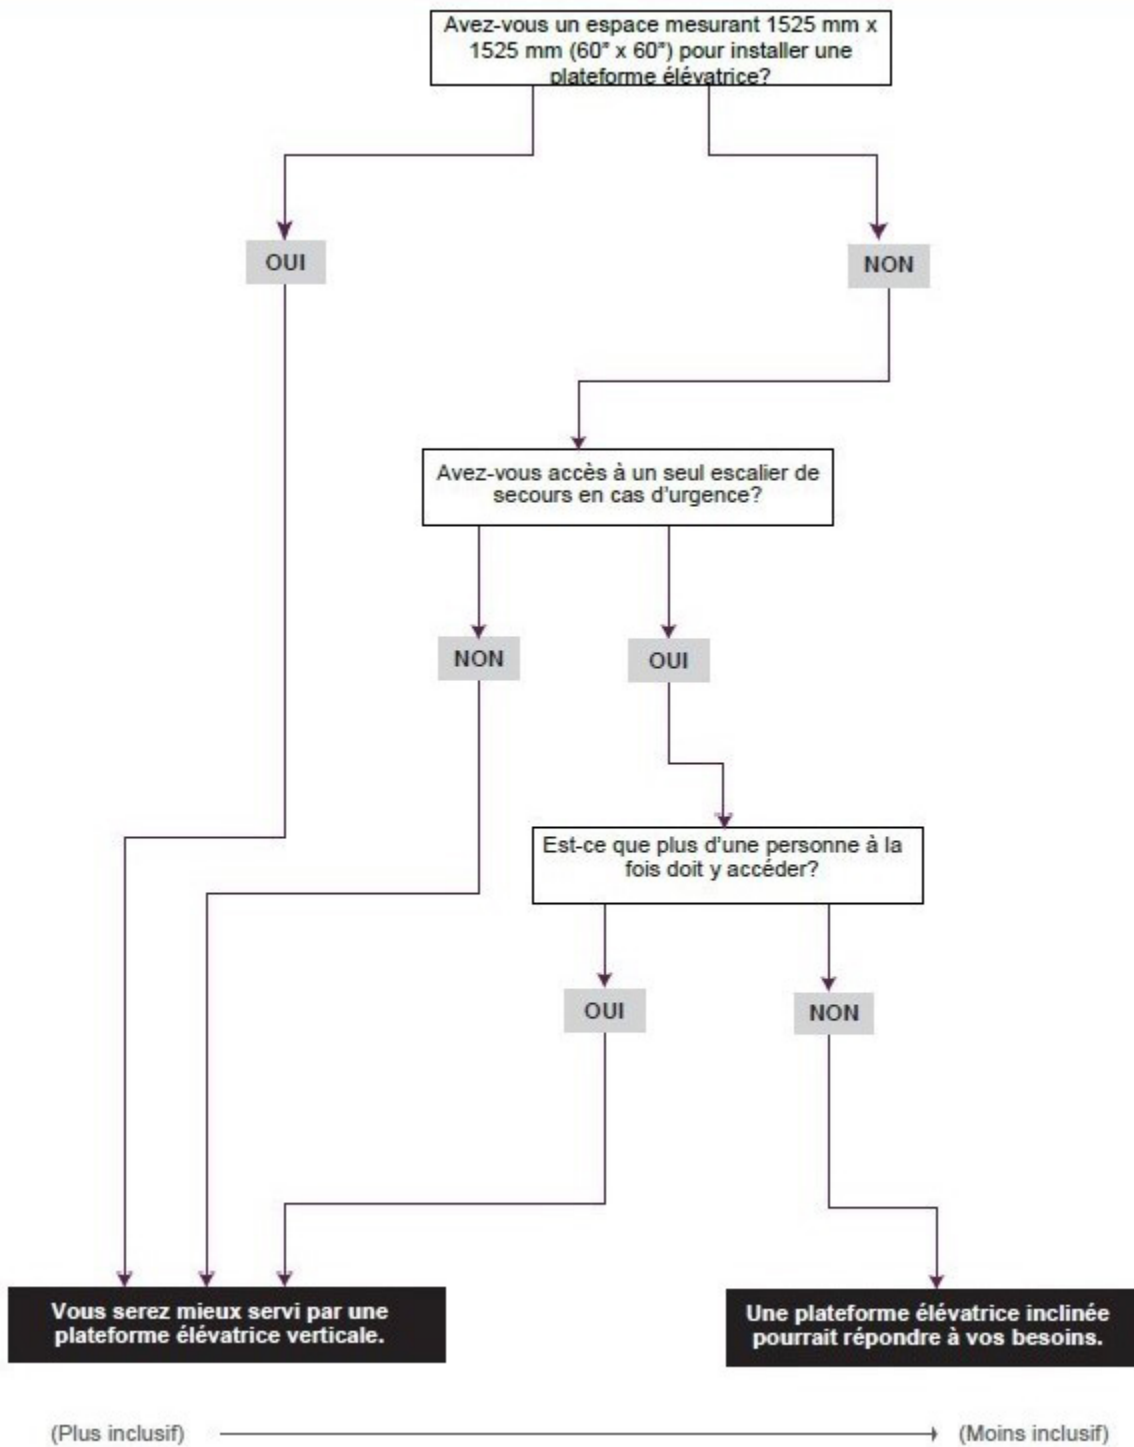 Avez-vous un espace mesurant 1525 mm x
1525 mm (60" x 60") pour installer une
plateforme élévatrice?
OUI
NON
Avez-vous accès à un seul escalier de
secours en cas d'urgence?
NON
OUI
Est-ce que plus d'une personne à la
fois doit y accéder?
OUI
NON
Vous serez mieux servi par une
plateforme élévatrice verticale.
Une plateforme élévatrice inclinée
pourrait répondre à vos besoins.
(Plus inclusif)
(Moins inclusif)